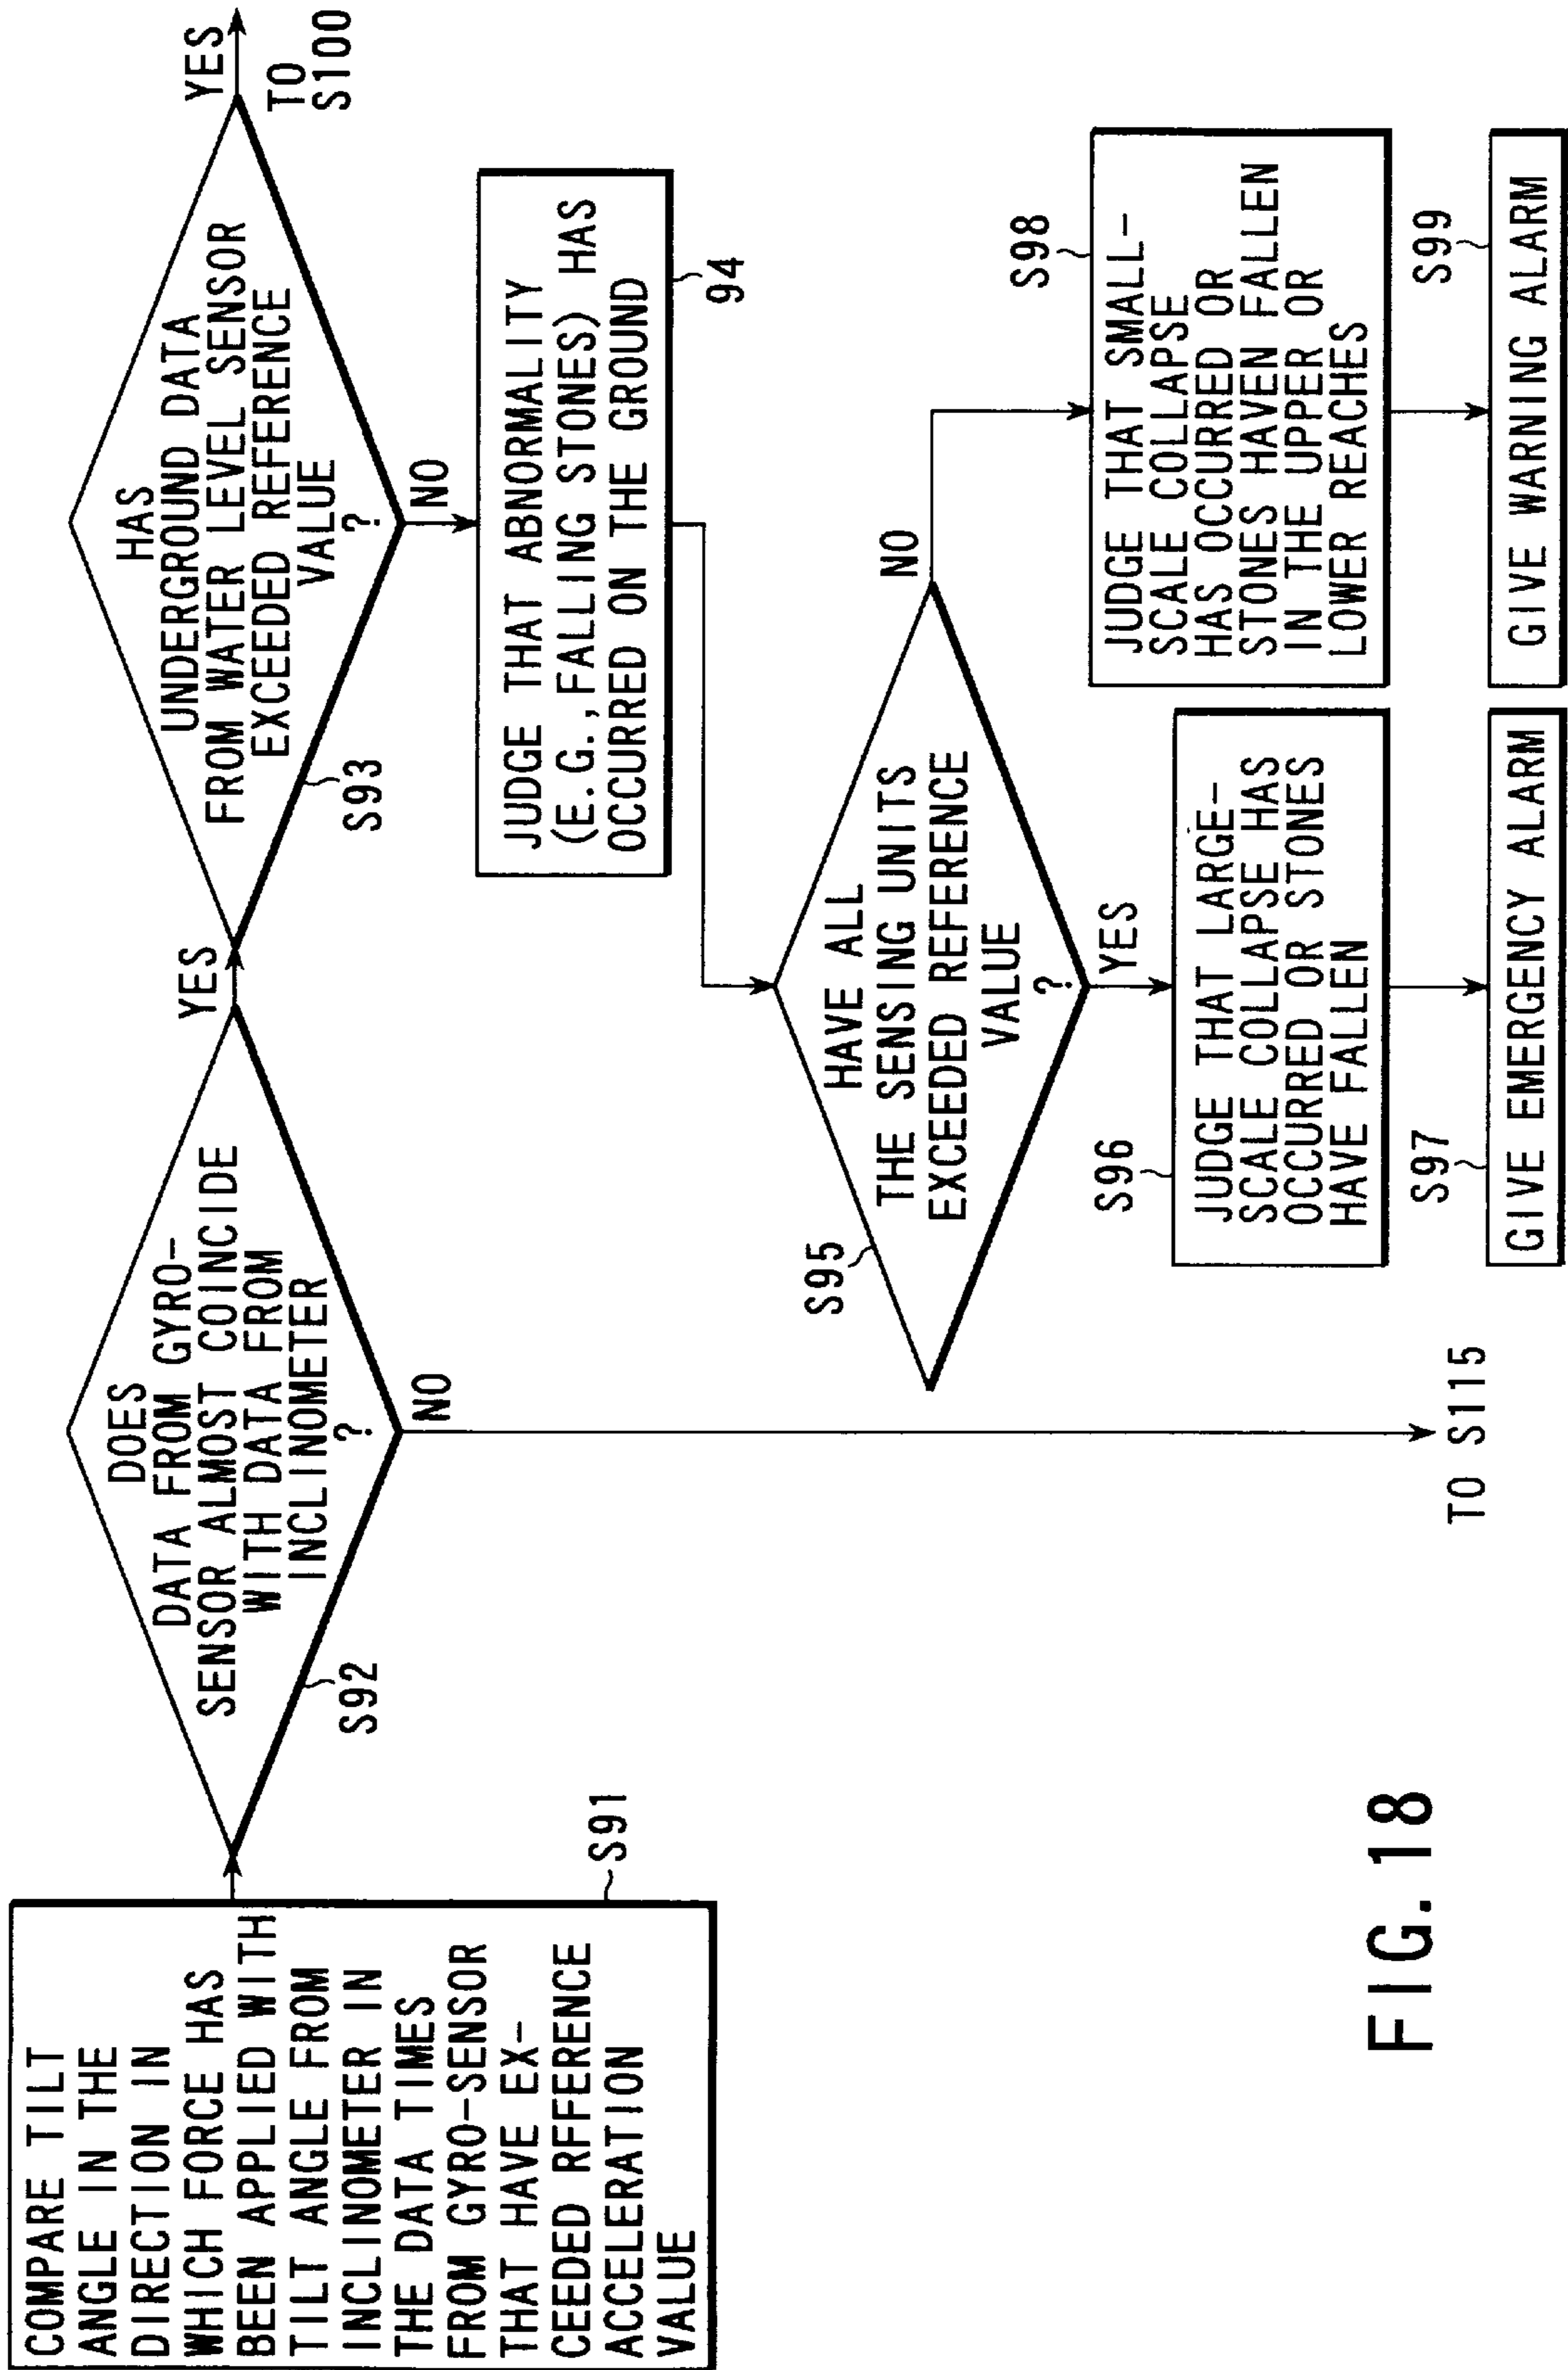 COMPARE TILT
ANGLE IN THE
DIRECTION IN
WHICH FORCE HAS
BEEN APPLIED WITH
TILT ANGLE FROM
INCLINOMETER IN
THE DATA TIMES
FROM GYRO-SENSOR
THAT HAVE EX-
CEEDED RFFERENCE
ACCELERATION
VALUE
S91
DOES
DATA FROM GYRO-
SENSOR ALMOST COINCIDE
WITH DATA FROM
INCLINOMETER
?
S92
YES
NO
TO S115
HAS
UNDERGROUND DATA
FROM WATER LEVEL SENSOR
EXCEEDED REFERENCE
VALUE
?
S93
YES
TO
S100
NO
JUDGE THAT ABNORMALITY
(E.G.,FALLING STONES) HAS
OCCURRED ON THE GROUND
94
HAVE ALL
THE SENSING UNITS
EXCEEDED REFERENCE
VALUE
?
S95
YES
NO
S96
JUDGE THAT LARGE-
SCALE COLLAPSE HAS
OCCURRED OR STONES
HAVE FALLEN
S97
GIVE EMERGENCY ALARM
S98
JUDGE THAT SMALL-
SCALE COLLAPSE
HAS OCCURRED OR
STONES HAVEN FALLEN
IN THE UPPER OR
LOWER REACHES
S99
GIVE WARNING ALARM
FIG.18